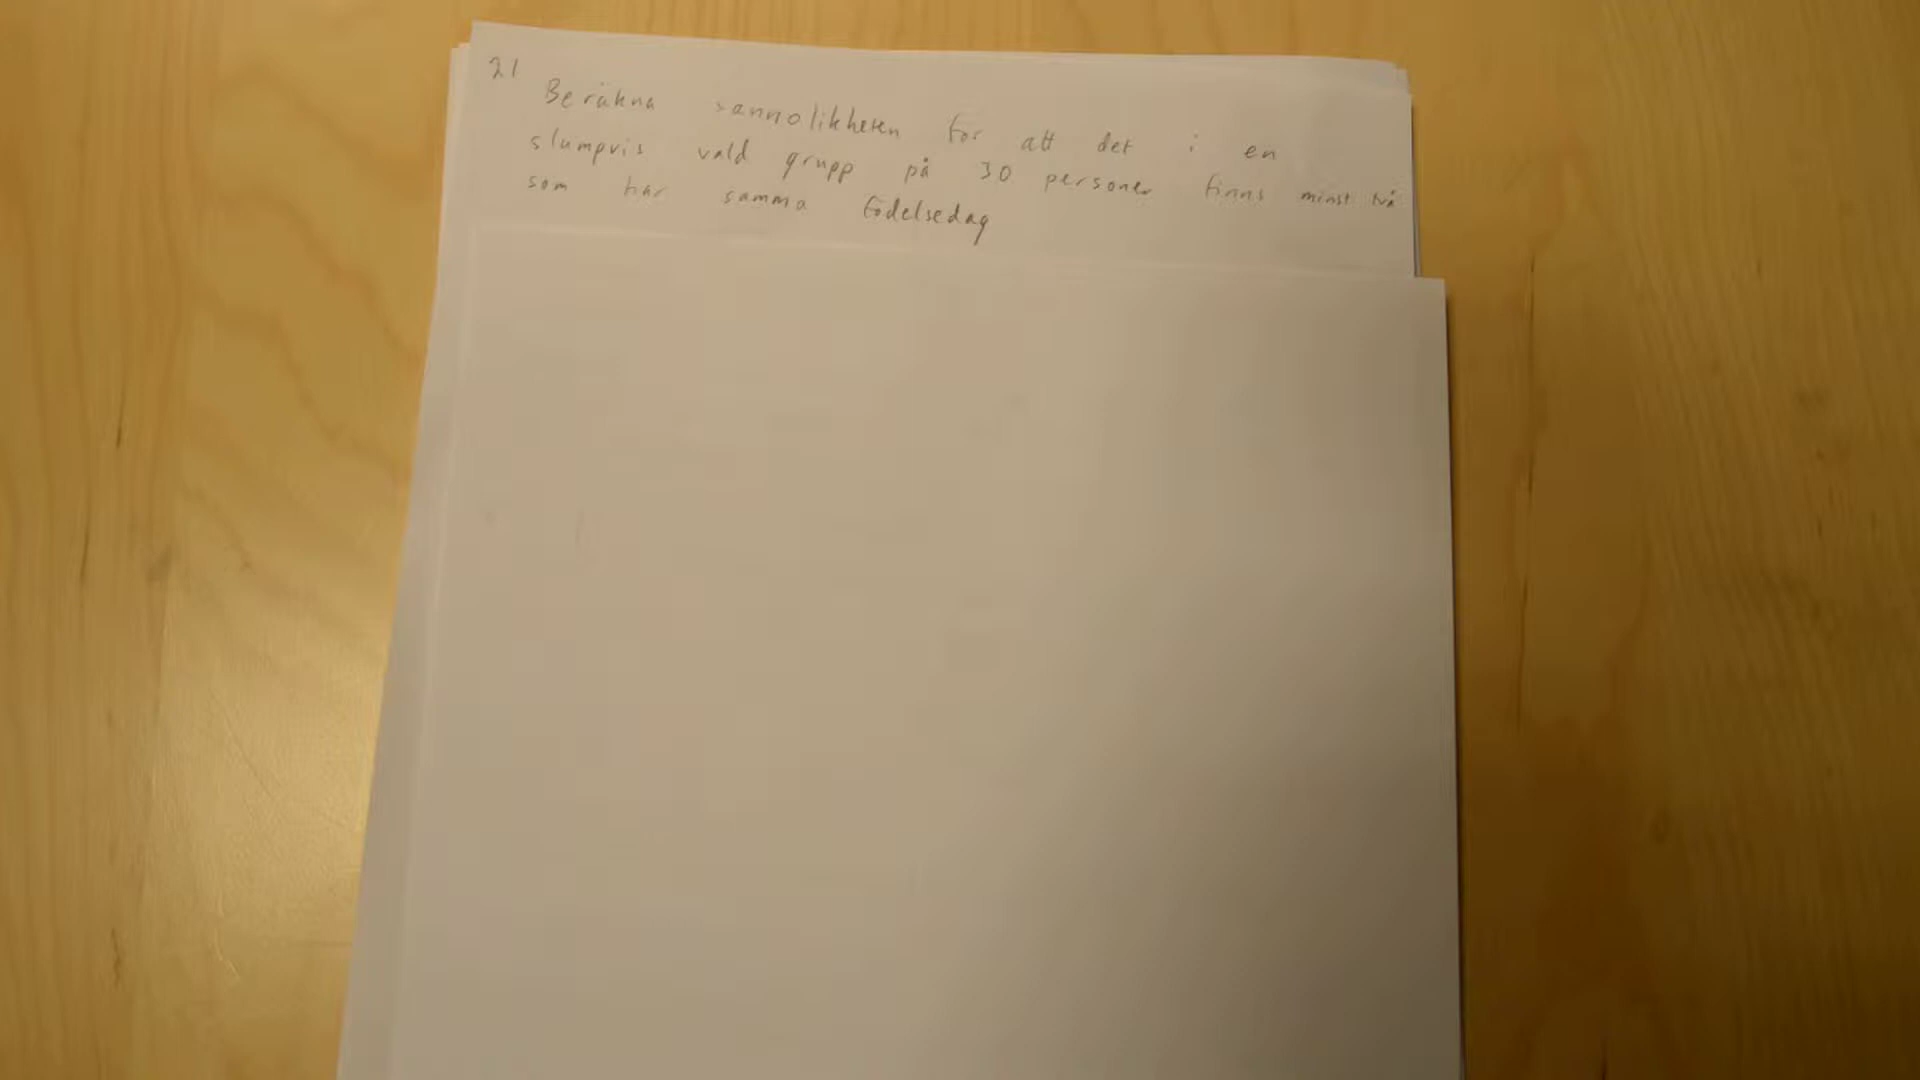 21
Beräkna sannolikheten för att det i en
slumpvis vald grupp på 30 personer finns minst två
som har samma födelsedag